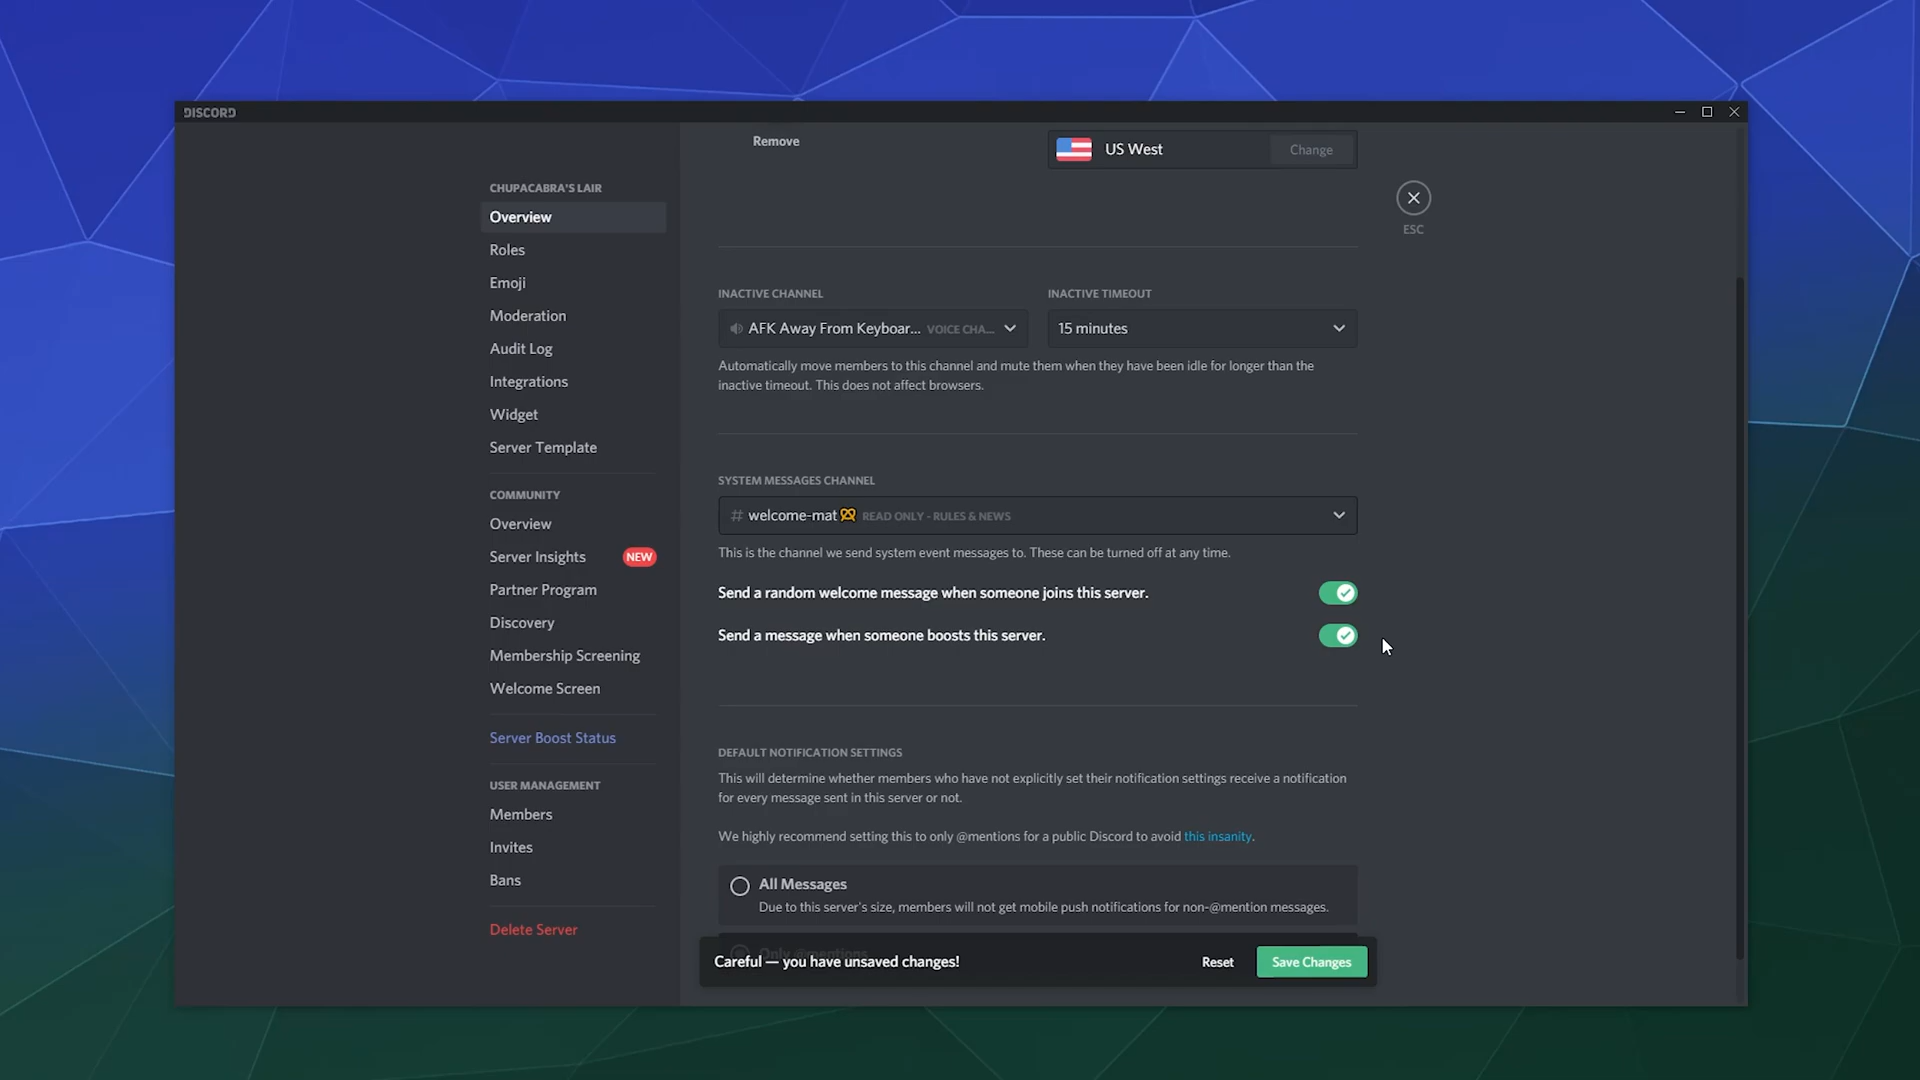 DISCORD
CHUPACABRA'S LAIR
Overview
Roles
Emoji
Moderation
Audit Log
Integrations
Widget
Server Template
COMMUNITY
Overview
Server Insights NEW
Partner Program
Discovery
Membership Screening
Welcome Screen
Server Boost Status
USER MANAGEMENT
Members
Invites
Bans
Delete Server
Remove
US West Change
ESC
INACTIVE CHANNEL INACTIVE TIMEOUT
AFK Away From Keyboar... VOICE CHA... 15 minutes
Automatically move members to this channel and mute them when they have been idle for longer than the
inactive timeout. This does not affect browsers.
SYSTEM MESSAGES CHANNEL
# welcome-mat🥨 READ ONLY - RULES & NEWS
This is the channel we send system event messages to. These can be turned off at any time.
Send a random welcome message when someone joins this server.
Send a message when someone boosts this server.
DEFAULT NOTIFICATION SETTINGS
This will determine whether members who have not explicitly set their notification settings receive a notification
for every message sent in this server or not.
We highly recommend setting this to only @mentions for a public Discord to avoid this insanity.
All Messages
Due to this server's size, members will not get mobile push notifications for non-@mention messages.
Only @mentions
Careful — you have unsaved changes! Reset Save Changes